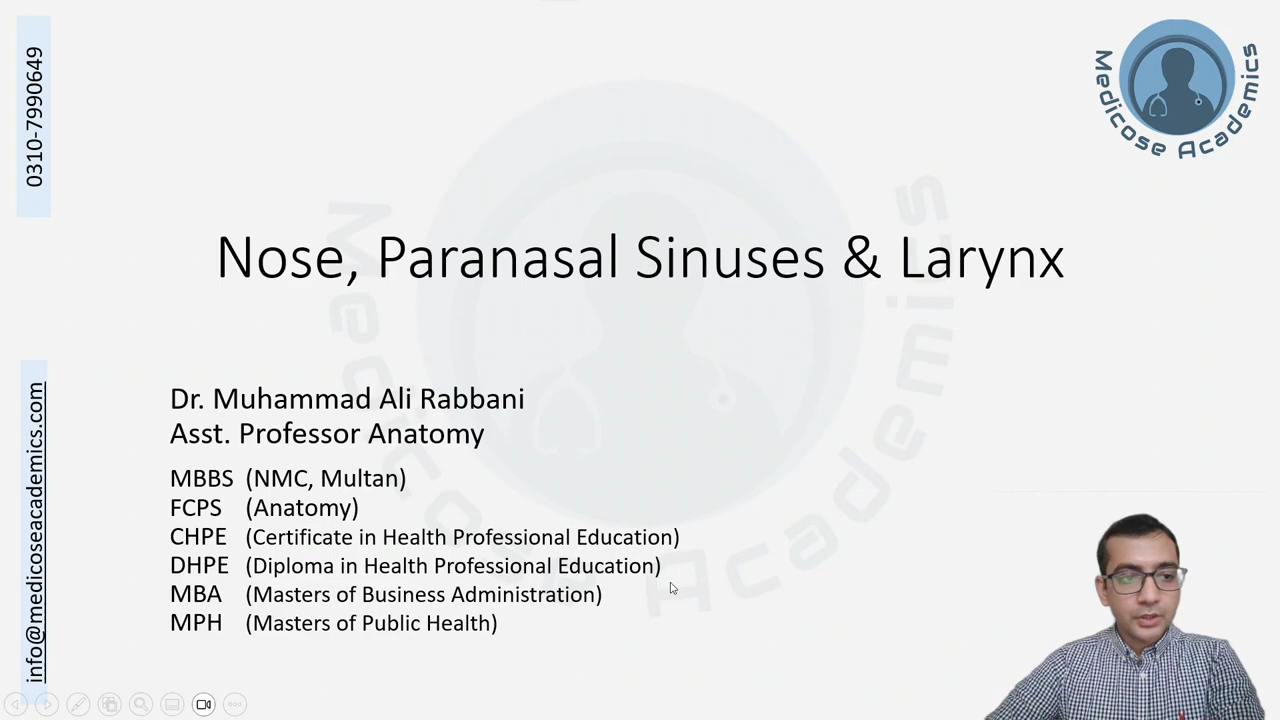 0310-7990649
Medicose Academics
Nose, Paranasal Sinuses & Larynx
Medicose Academics
Dr. Muhammad Ali Rabbani
Asst. Professor Anatomy
MBBS (NMC, Multan)
FCPS (Anatomy)
CHPE (Certificate in Health Professional Education)
DHPE (Diploma in Health Professional Education)
MBA (Masters of Business Administration)
MPH (Masters of Public Health)
info@medicoseacademics.com